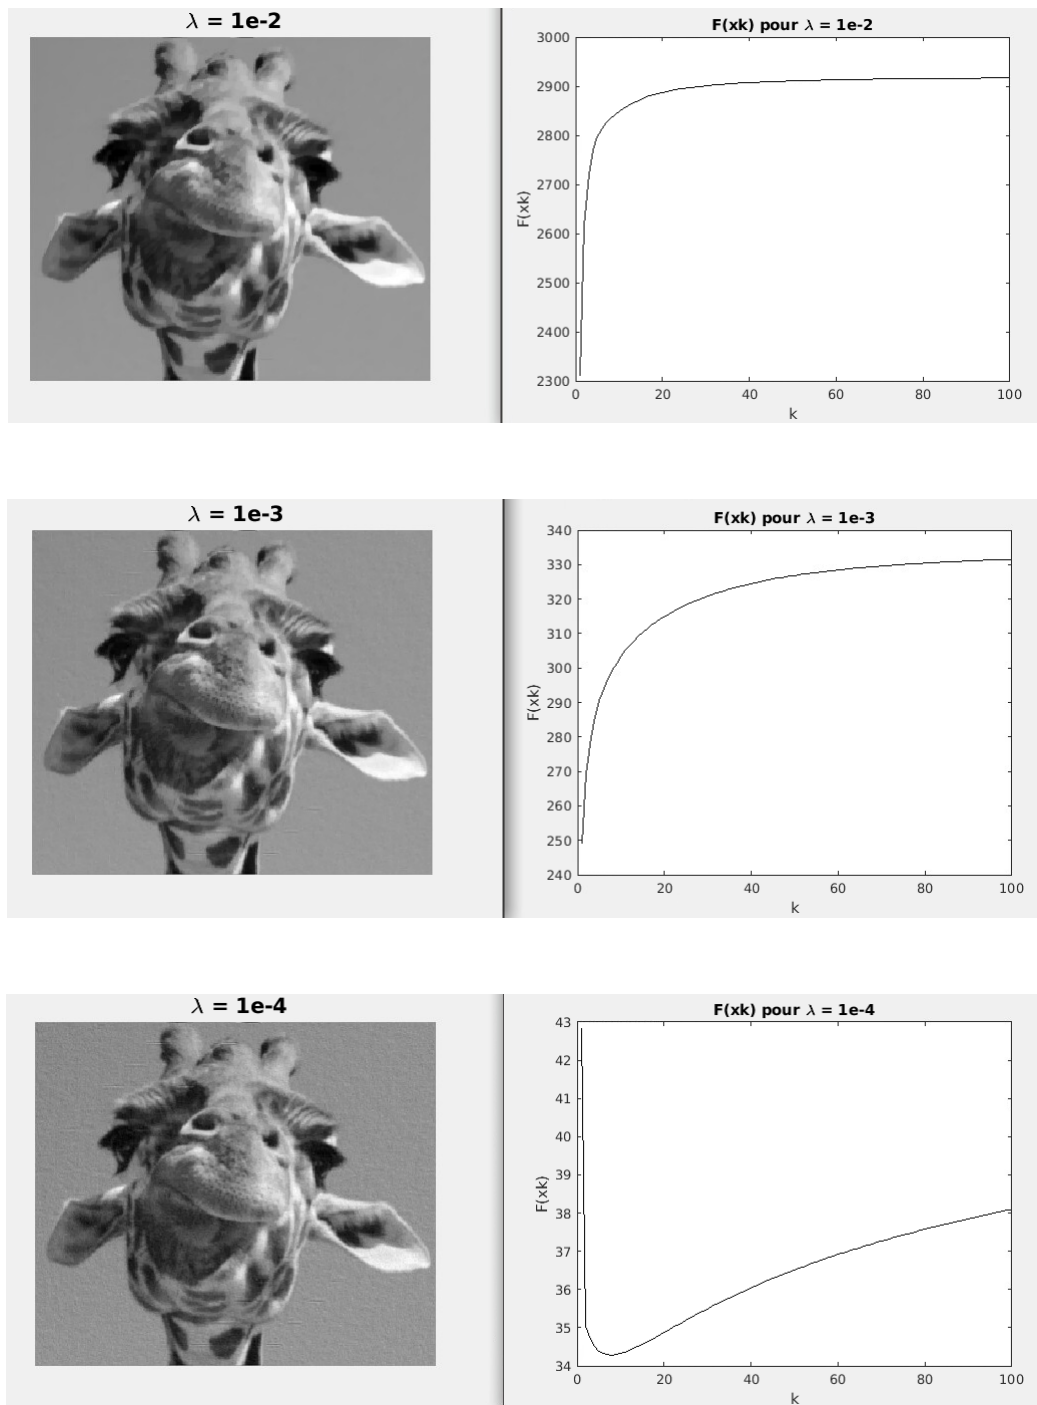 λ = 1e-2
F(xk) pour λ = 1e-2
3000
2900
2800
2700
2600
2500
2400
2300
F(xk)
0 20 40 60 80 100
k
λ = 1e-3
F(xk) pour λ = 1e-3
340
330
320
310
300
290
280
270
260
250
240
F(xk)
0 20 40 60 80 100
k
λ = 1e-4
F(xk) pour λ = 1e-4
43
42
41
40
39
38
37
36
35
34
F(xk)
0 20 40 60 80 100
k